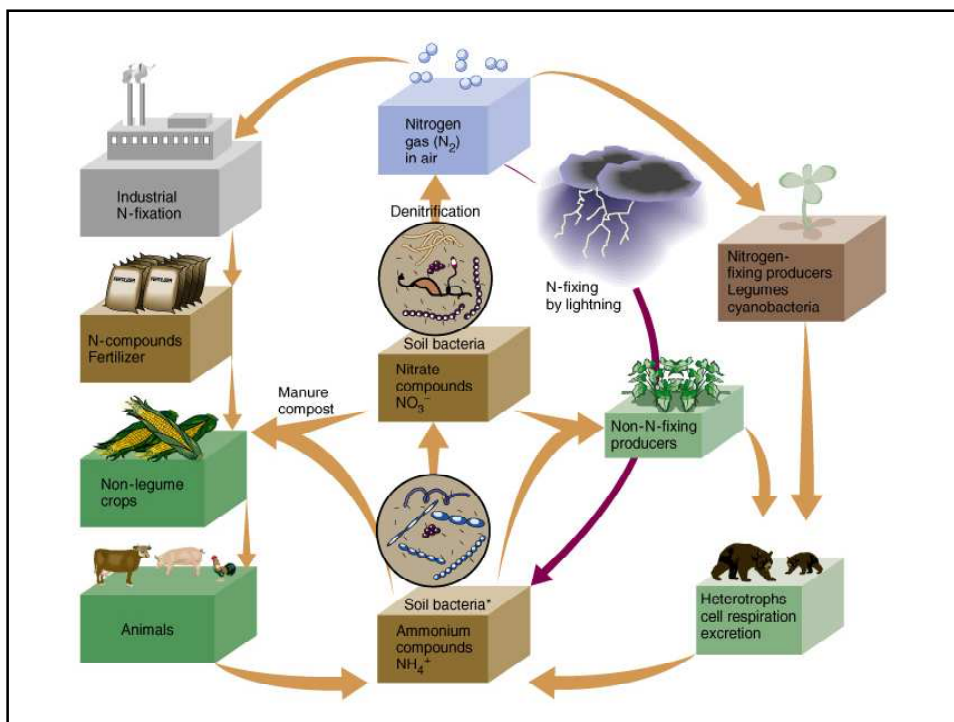 Nitrogen
gas (N₂)
in air
Industrial
N-fixation
Denitrification
N-fixing
by lightning
Nitrogen-
fixing producers
Legumes
cyanobacteria
FERTILIZER
FERTILIZER
N-compounds
Fertilizer
Soil bacteria
Nitrate
compounds
NO₃⁻
Manure
compost
Non-N-fixing
producers
Non-legume
crops
Soil bacteria*
Ammonium
compounds
NH₄⁺
Animals
Heterotrophs
cell respiration
excretion